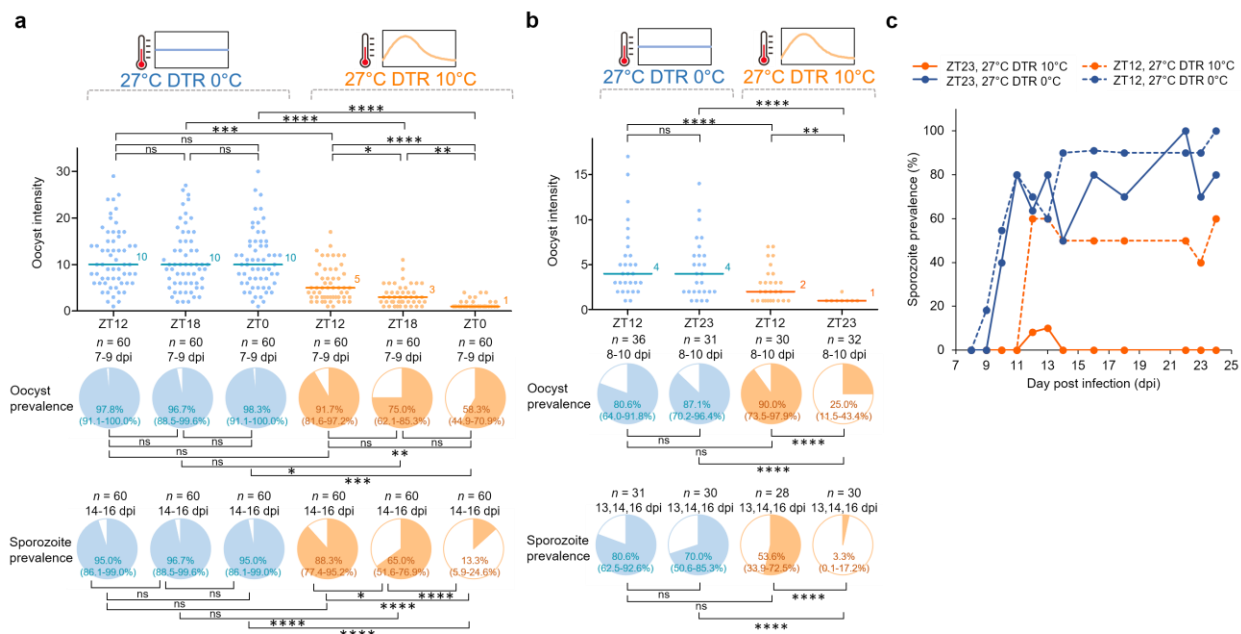 a
27°C DTR 0°C
27°C DTR 10°C
****
****
***
ns
****
ns
ns
*
**
Oocyst intensity
30
20
10
0
10
10
10
5
3
1
ZT12
ZT18
ZT0
ZT12
ZT18
ZT0
n = 60
7-9 dpi
n = 60
7-9 dpi
n = 60
7-9 dpi
n = 60
7-9 dpi
n = 60
7-9 dpi
n = 60
7-9 dpi
Oocyst
prevalence
97.8%
(91.1-100.0%)
96.7%
(88.5-99.6%)
98.3%
(91.1-100.0%)
91.7%
(81.6-97.2%)
75.0%
(62.1-85.3%)
58.3%
(44.9-70.9%)
ns
ns
ns
ns
ns
**
ns
*
***
n = 60
14-16 dpi
n = 60
14-16 dpi
n = 60
14-16 dpi
n = 60
14-16 dpi
n = 60
14-16 dpi
n = 60
14-16 dpi
Sporozoite
prevalence
95.0%
(86.1-99.0%)
96.7%
(88.5-99.6%)
95.0%
(86.1-99.0%)
88.3%
(77.4-95.2%)
65.0%
(51.6-76.9%)
13.3%
(5.9-24.6%)
ns
ns
ns
*
****
****
ns
****
****
b
27°C DTR 0°C
27°C DTR 10°C
****
****
ns
**
Oocyst intensity
20
15
10
5
0
4
4
2
1
ZT12
ZT23
ZT12
ZT23
n = 36
8-10 dpi
n = 31
8-10 dpi
n = 30
8-10 dpi
n = 32
8-10 dpi
Oocyst
prevalence
80.6%
(64.0-91.8%)
87.1%
(70.2-96.4%)
90.0%
(73.5-97.9%)
25.0%
(11.5-43.4%)
ns
****
ns
****
n = 31
13,14,16 dpi
n = 30
13,14,16 dpi
n = 28
13,14,16 dpi
n = 30
13,14,16 dpi
Sporozoite
prevalence
80.6%
(62.5-92.6%)
70.0%
(50.6-85.3%)
53.6%
(33.9-72.5%)
3.3%
(0.1-17.2%)
ns
****
ns
****
c
ZT23, 27°C DTR 10°C
ZT12, 27°C DTR 10°C
ZT23, 27°C DTR 0°C
ZT12, 27°C DTR 0°C
Sporozoite prevalence (%)
100
80
60
40
20
0
7
9
11
13
15
17
19
21
23
25
Day post infection (dpi)